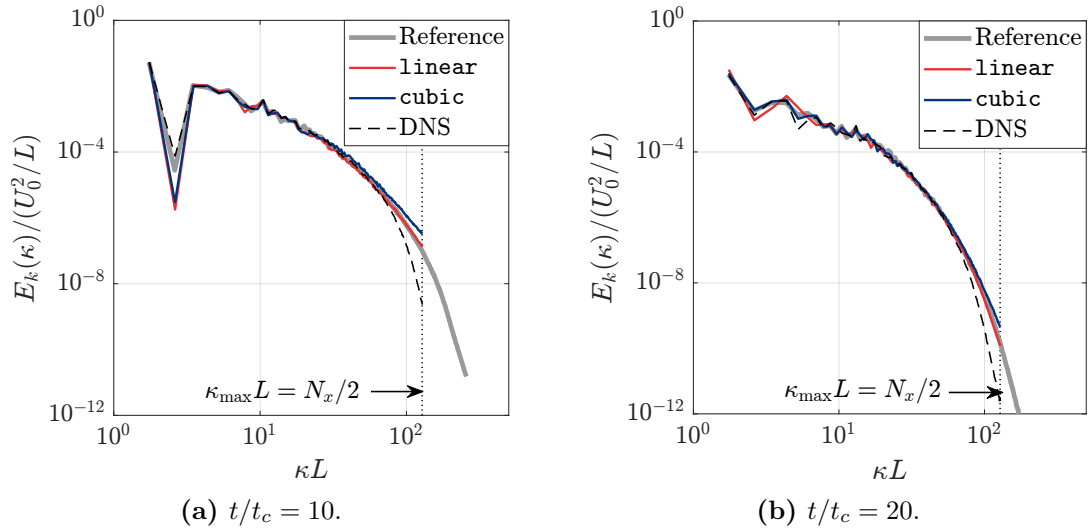 10^0
10^-4
10^-8
10^-12
E_k(κ)/(U_0^2/L)
Reference
linear
cubic
DNS
κ_max L = N_x/2
10^0 10^1 10^2
κL
(a) t/t_c = 10.
10^0
10^-4
10^-8
10^-12
E_k(κ)/(U_0^2/L)
Reference
linear
cubic
DNS
κ_max L = N_x/2
10^0 10^1 10^2
κL
(b) t/t_c = 20.